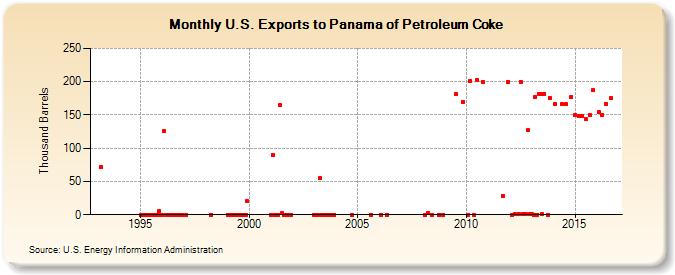 Monthly U.S. Exports to Panama of Petroleum Coke
Thousand Barrels
250
200
150
100
50
0
1995 2000 2005 2010 2015
Source: U.S. Energy Information Administration